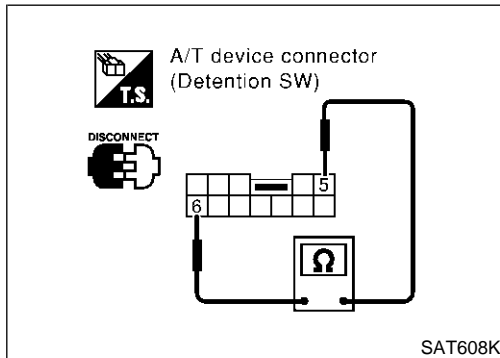 A/T device connector
(Detention SW)
T.S.
DISCONNECT
5
6
Ω
SAT608K